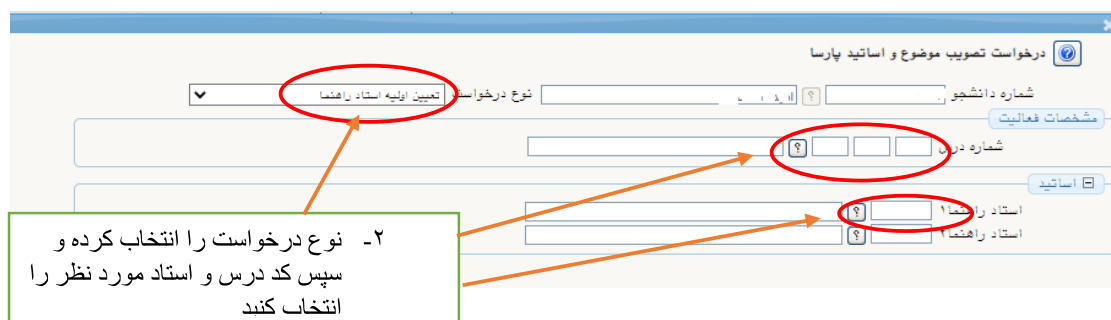 درخواست تصویب موضوع و اساتید پارسا
شماره دانشجو نوع درخواست تعیین اولیه استاد راهنما
مشخصات فعالیت
شماره درس
اساتید
استاد راهنما۱
استاد راهنما۲
۲- نوع درخواست را انتخاب کرده و
سپس کد درس و استاد مورد نظر را
انتخاب کنید